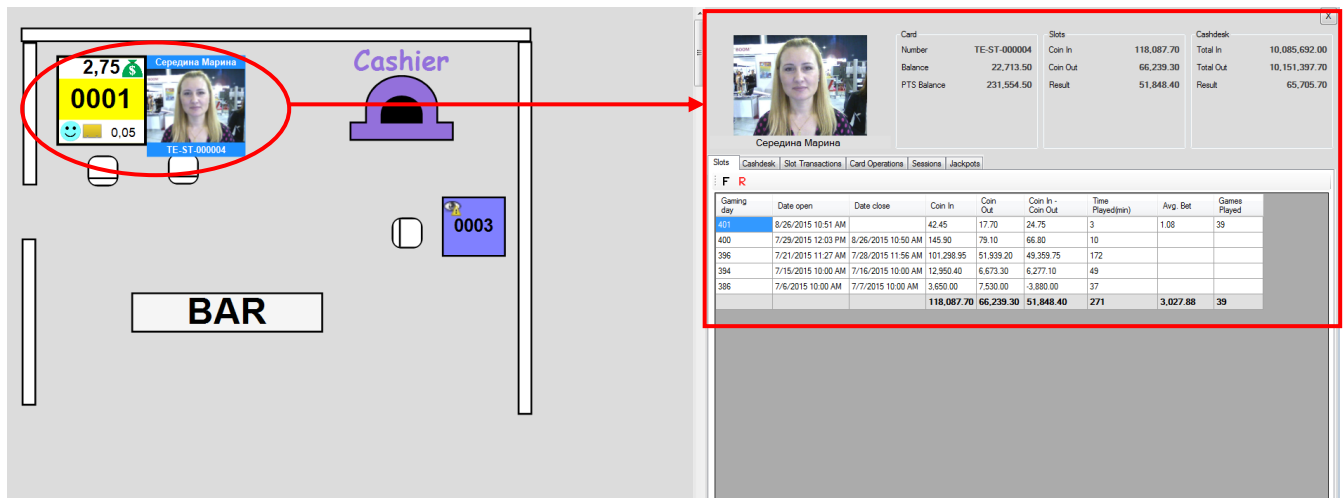 2,75 $
Середина Марина
0001
0,05
TE-ST-000004
Cashier
0003
BAR
X
Card
Number TE-ST-000004
Balance 22,713.50
PTS Balance 231,554.50
Slots
Coin In 118,087.70
Coin Out 66,239.30
Result 51,848.40
Cashdesk
Total In 10,085,692.00
Total Out 10,151,397.70
Result 65,705.70
Середина Марина
Slots Cashdesk Slot Transactions Card Operations Sessions Jackpots
F R
Gaming day Date open Date close Coin In Coin Out Coin In - Coin Out Time Played(min) Avg. Bet Games Played
401 8/26/2015 10:51 AM 42.45 17.70 24.75 3 1.08 39
400 7/29/2015 12:03 PM 8/26/2015 10:50 AM 145.90 79.10 66.80 10
396 7/21/2015 11:27 AM 7/28/2015 11:56 AM 101,298.95 51,939.20 49,359.75 172
394 7/15/2015 10:00 AM 7/16/2015 10:00 AM 12,950.40 6,673.30 6,277.10 49
386 7/6/2015 10:00 AM 7/7/2015 10:00 AM 3,650.00 7,530.00 -3,880.00 37
118,087.70 66,239.30 51,848.40 271 3,027.88 39